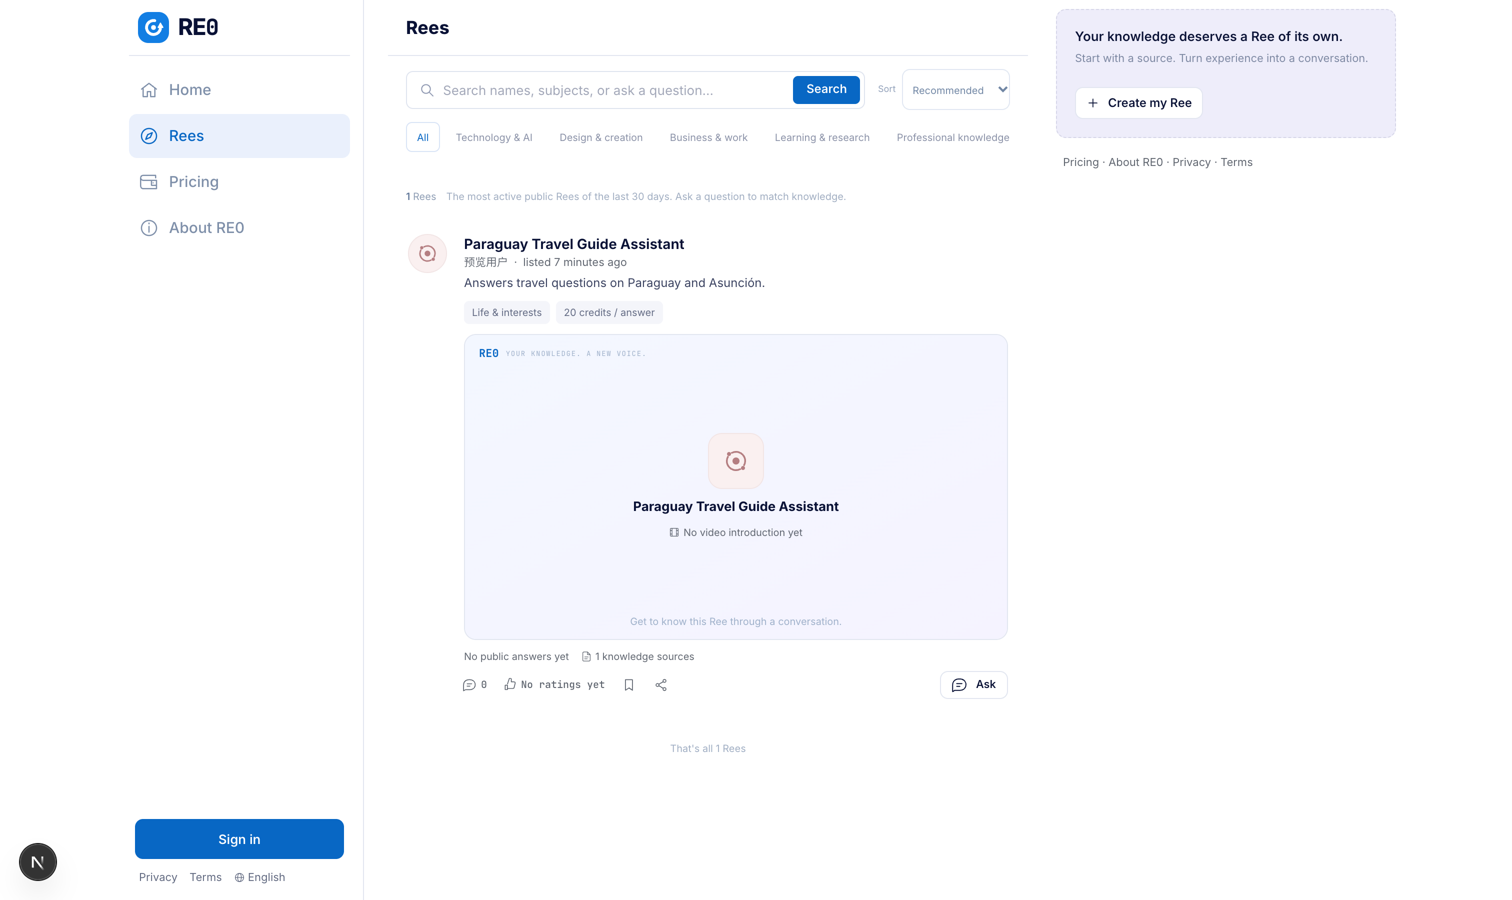 RE0
Home
Rees
Pricing
About RE0
Sign in
Privacy Terms English
N
Rees
Search names, subjects, or ask a question...
Search
Sort
Recommended
All
Technology & AI
Design & creation
Business & work
Learning & research
Professional knowledge
1 Rees The most active public Rees of the last 30 days. Ask a question to match knowledge.
Paraguay Travel Guide Assistant
预览用户 · listed 7 minutes ago
Answers travel questions on Paraguay and Asunción.
Life & interests
20 credits / answer
RE0 YOUR KNOWLEDGE. A NEW VOICE.
Paraguay Travel Guide Assistant
No video introduction yet
Get to know this Ree through a conversation.
No public answers yet 1 knowledge sources
0 No ratings yet
Ask
That's all 1 Rees
Your knowledge deserves a Ree of its own.
Start with a source. Turn experience into a conversation.
Create my Ree
Pricing · About RE0 · Privacy · Terms